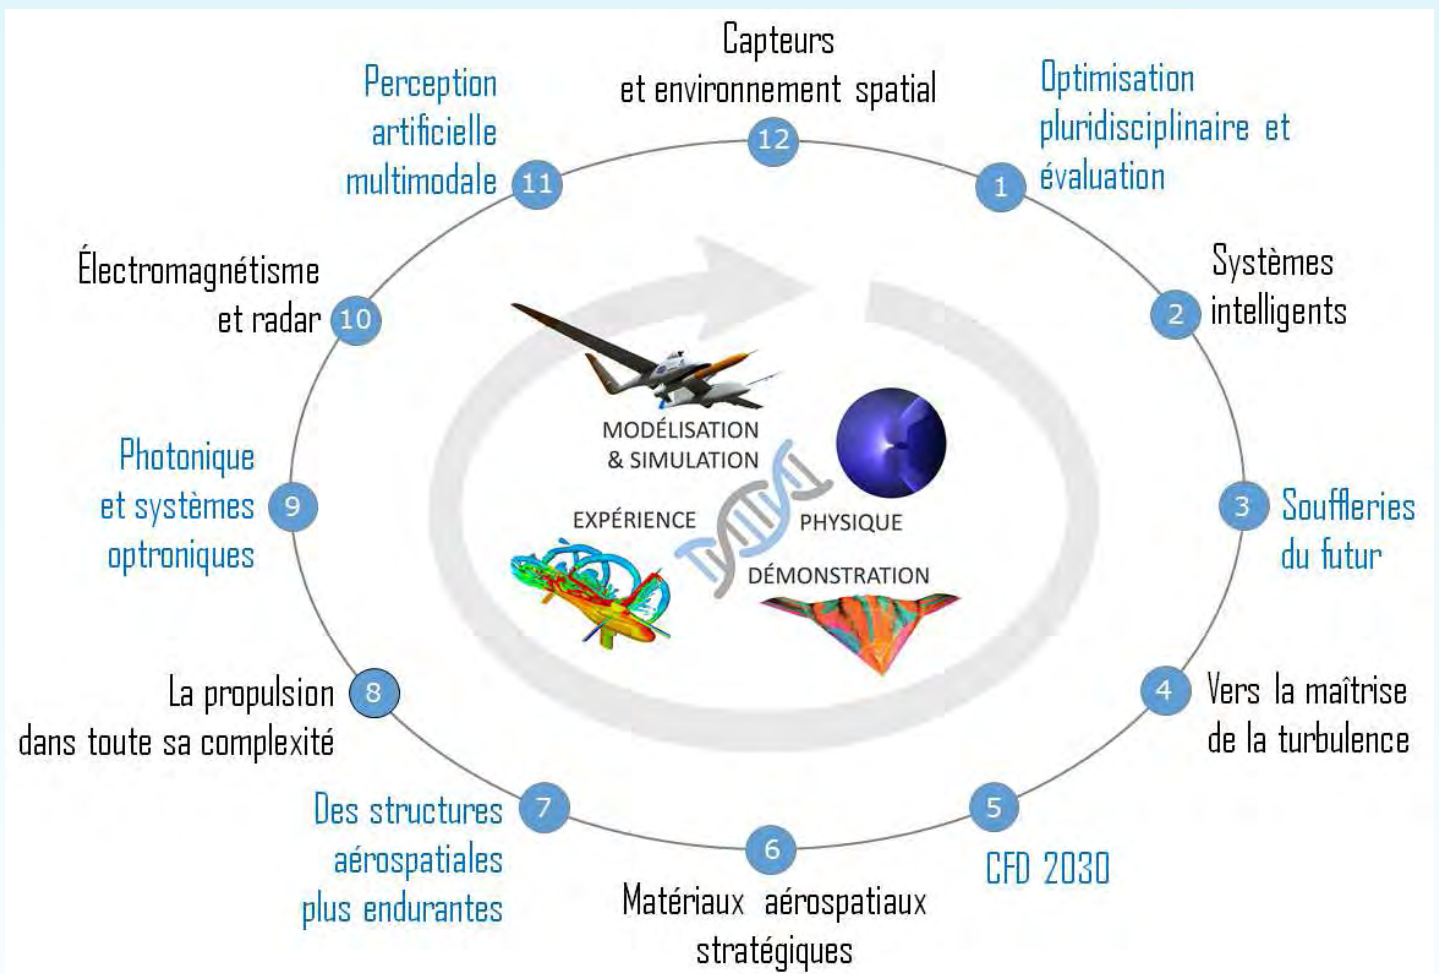 Capteurs
et environnement spatial
12
Optimisation
pluridisciplinaire et
évaluation
1
Systèmes
intelligents
2
3
Souffleries
du futur
4
Vers la maîtrise
de la turbulence
5
CFD 2030
6
Matériaux aérospatiaux
stratégiques
7
Des structures
aérospatiales
plus endurantes
8
La propulsion
dans toute sa complexité
9
Photonique
et systèmes
optroniques
10
Électromagnétisme
et radar
11
Perception
artificielle
multimodale
MODÉLISATION
& SIMULATION
EXPÉRIENCE
PHYSIQUE
DÉMONSTRATION